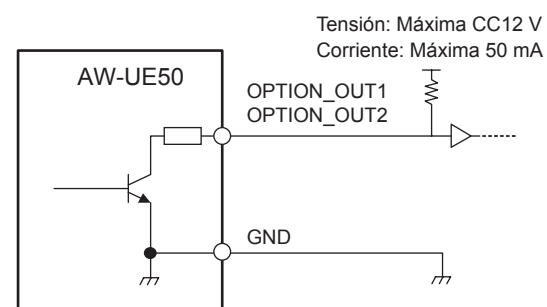 Tensión: Máxima CC12 V
Corriente: Máxima 50 mA
AW-UE50
OPTION_OUT1
OPTION_OUT2
GND